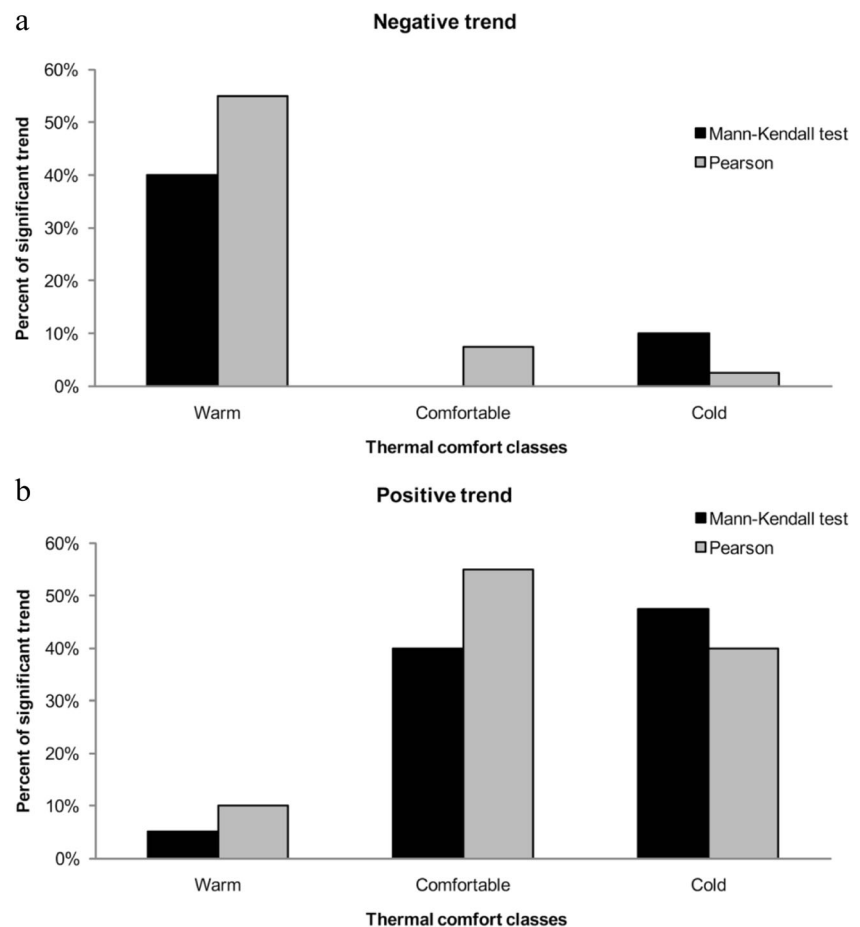 a
Negative trend
60%
50%
40%
30%
20%
10%
0%
Percent of significant trend
Mann-Kendall test
Pearson
Warm Comfortable Cold
Thermal comfort classes
b
Positive trend
60%
50%
40%
30%
20%
10%
0%
Percent of significant trend
Mann-Kendall test
Pearson
Warm Comfortable Cold
Thermal comfort classes